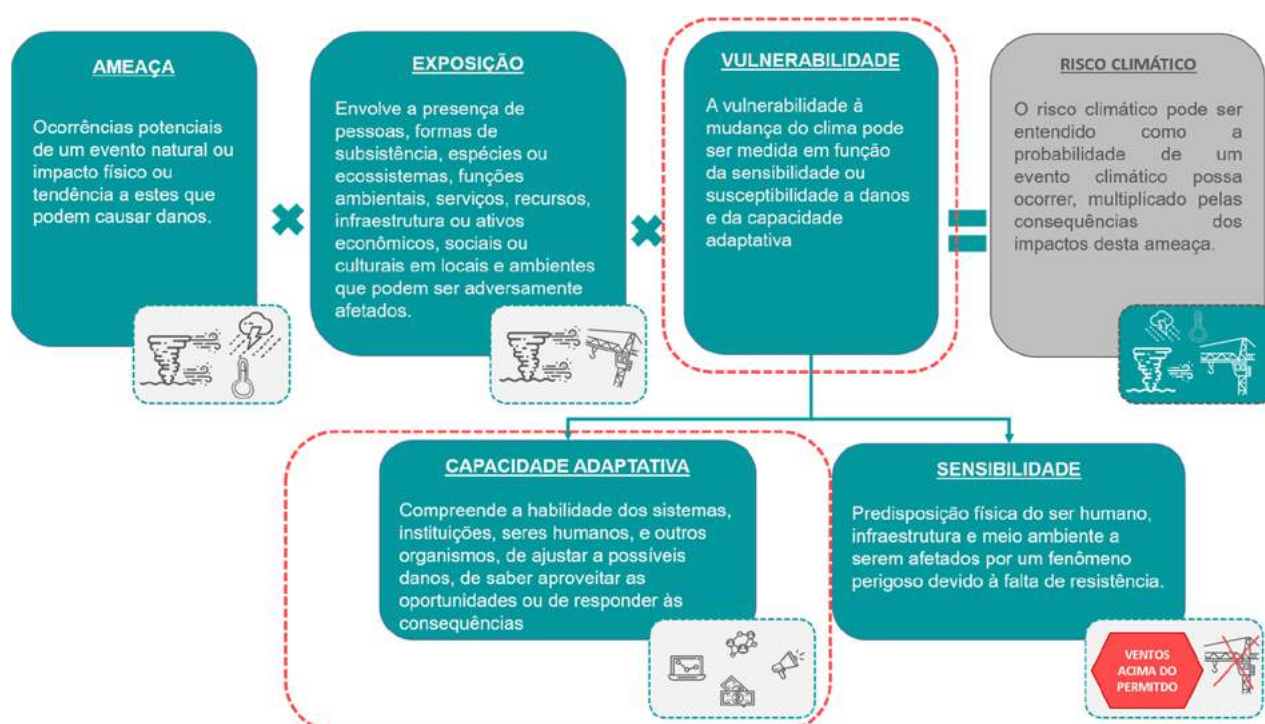 AMEAÇA
Ocorrências potenciais
de um evento natural ou
impacto físico ou
tendência a estes que
podem causar danos.
EXPOSIÇÃO
Envolve a presença de
pessoas, formas de
subsistência, espécies ou
ecossistemas, funções
ambientais, serviços, recursos,
infraestrutura ou ativos
econômicos, sociais ou
culturais em locais e ambientes
que podem ser adversamente
afetados.
VULNERABILIDADE
A vulnerabilidade à
mudança do clima pode
ser medida em função
da sensibilidade ou
susceptibilidade a danos
e da capacidade
adaptativa
RISCO CLIMÁTICO
O risco climático pode ser
entendido como a
probabilidade de um
evento climático possa
ocorrer, multiplicado pelas
consequências dos
impactos desta ameaça.
CAPACIDADE ADAPTATIVA
Compreende a habilidade dos sistemas,
instituições, seres humanos, e outros
organismos, de ajustar a possíveis
danos, de saber aproveitar as
oportunidades ou de responder às
consequências
SENSIBILIDADE
Predisposição física do ser humano,
infraestrutura e meio ambiente a
serem afetados por um fenômeno
perigoso devido à falta de resistência.
VENTOS
ACIMA DO
PERMITDO